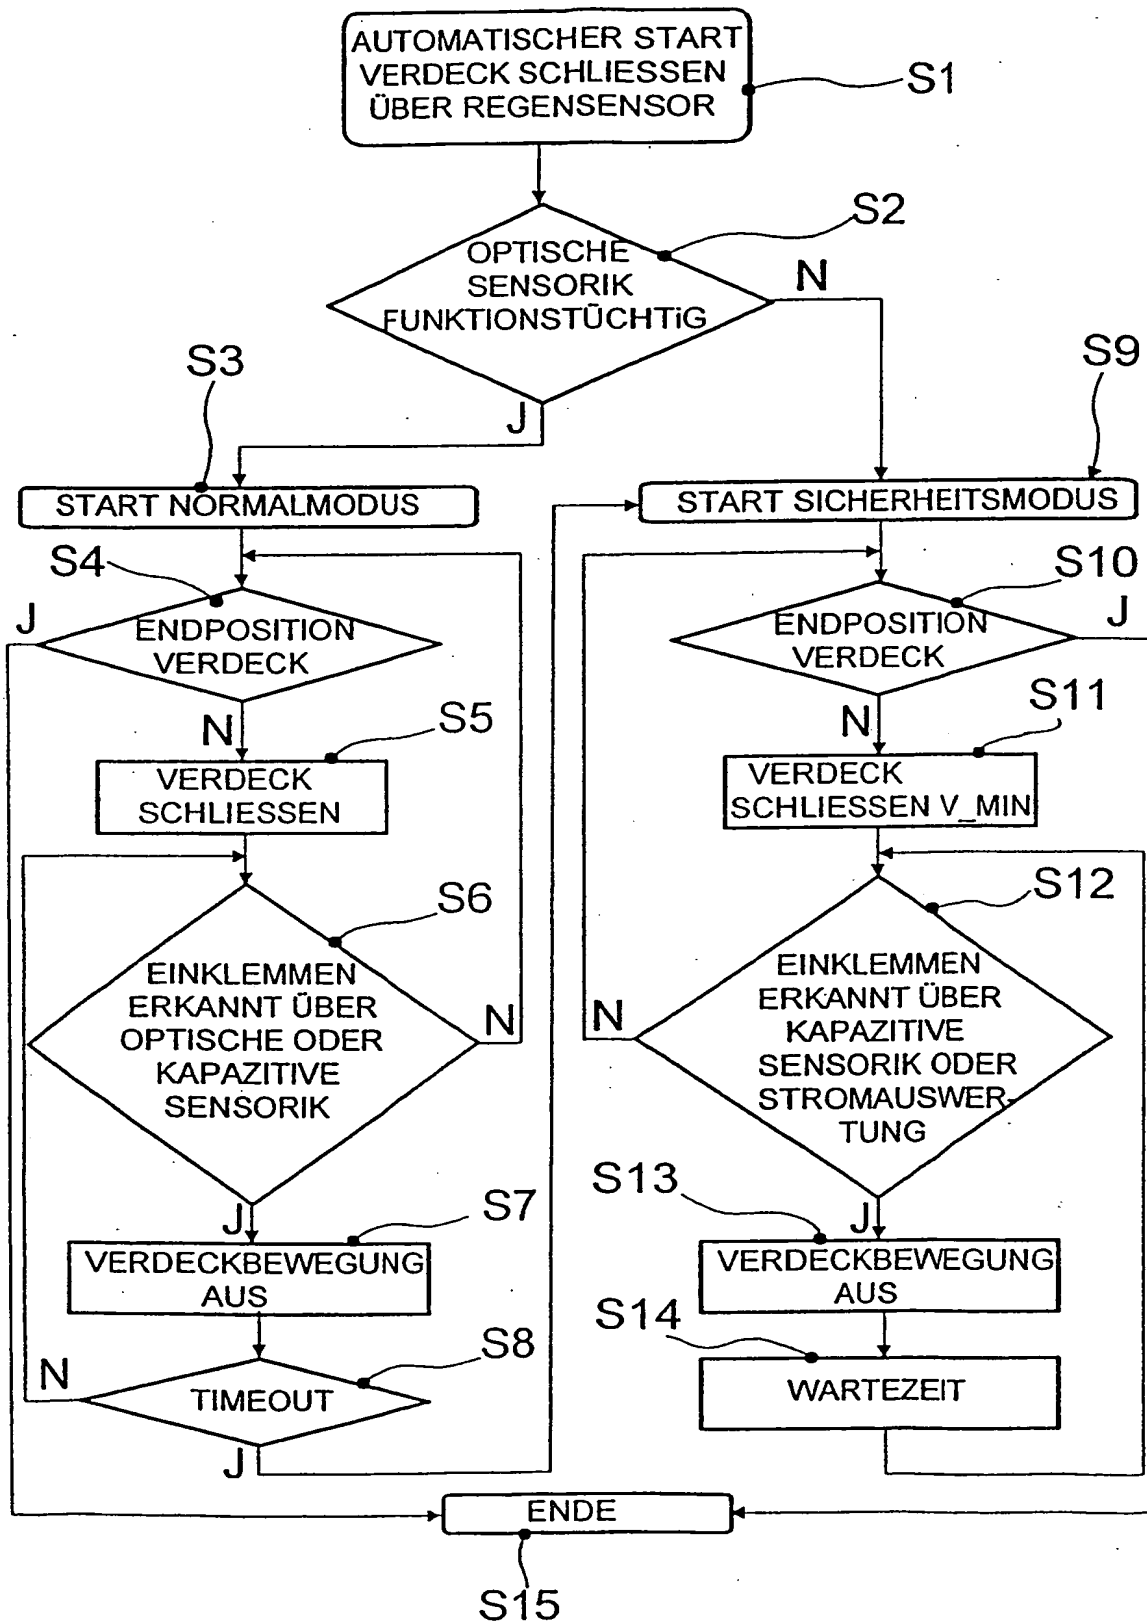 AUTOMATISCHER START
VERDECK SCHLIESSEN
ÜBER REGENSENSOR
S1
S2
OPTISCHE
SENSORIK
FUNKTIONSTÜCHTiG
N
J
S3
START NORMALMODUS
S9
START SICHERHEITSMODUS
S4
J
ENDPOSITION
VERDECK
N
S5
VERDECK
SCHLIESSEN
S6
EINKLEMMEN
ERKANNT ÜBER
OPTISCHE ODER
KAPAZITIVE
SENSORIK
N
J
S7
VERDECKBEWEGUNG
AUS
S8
N
TIMEOUT
J
S10
J
ENDPOSITION
VERDECK
N
S11
VERDECK
SCHLIESSEN V_MIN
S12
EINKLEMMEN
ERKANNT ÜBER
KAPAZITIVE
SENSORIK ODER
STROMAUSWER-
TUNG
N
J
S13
VERDECKBEWEGUNG
AUS
S14
WARTEZEIT
ENDE
S15